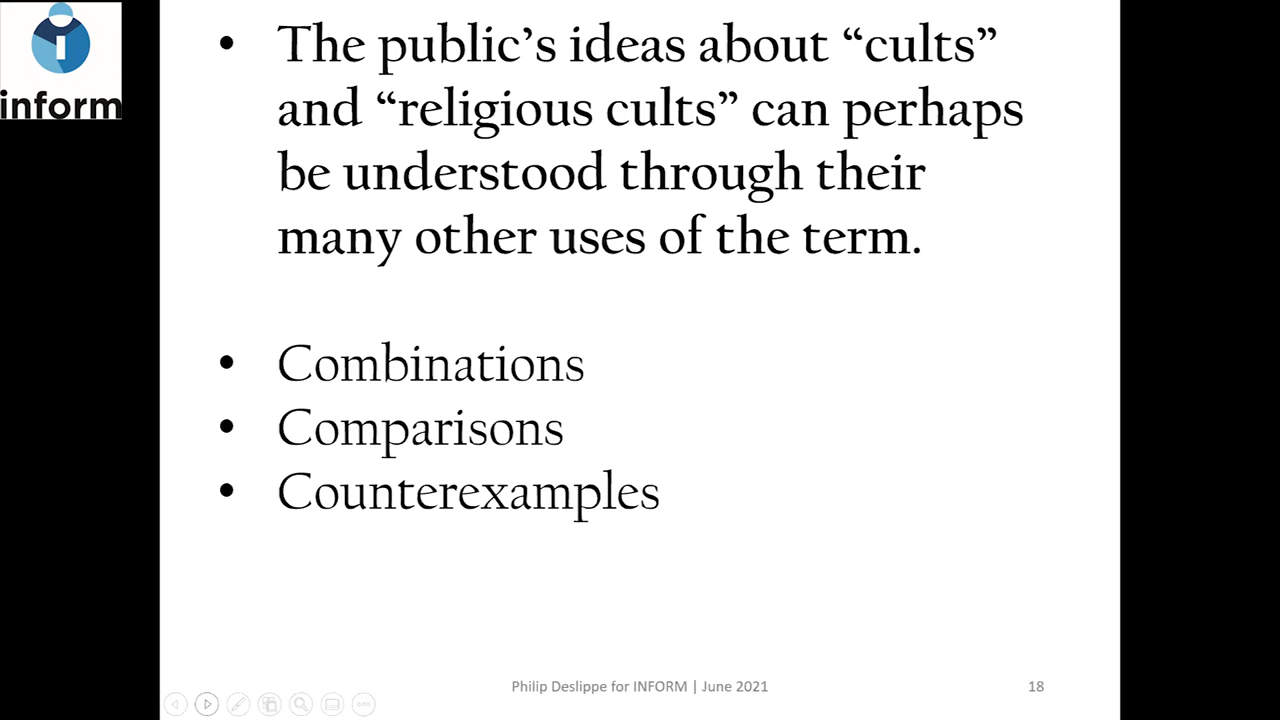 inform
• The public’s ideas about “cults”
and “religious cults” can perhaps
be understood through their
many other uses of the term.
• Combinations
• Comparisons
• Counterexamples
Philip Deslippe for INFORM | June 2021
18